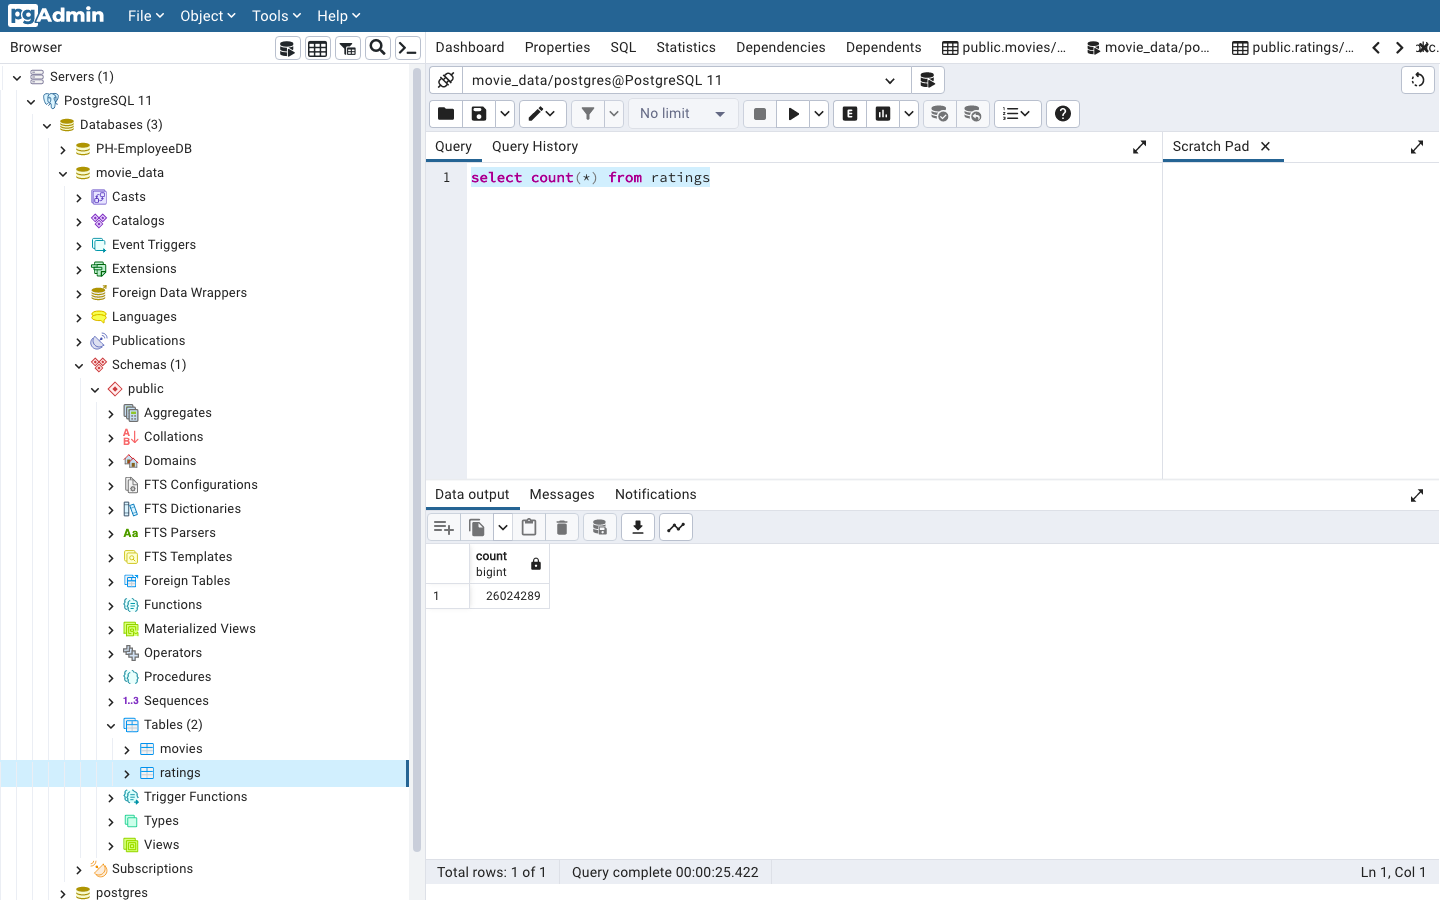 pgAdmin File Object Tools Help
Browser
Dashboard Properties SQL Statistics Dependencies Dependents public.movies/... movie_data/po... public.ratings/...
Servers (1)
PostgreSQL 11
Databases (3)
PH-EmployeeDB
movie_data
Casts
Catalogs
Event Triggers
Extensions
Foreign Data Wrappers
Languages
Publications
Schemas (1)
public
Aggregates
Collations
Domains
FTS Configurations
FTS Dictionaries
Aa FTS Parsers
FTS Templates
Foreign Tables
Functions
Materialized Views
Operators
Procedures
1..3 Sequences
Tables (2)
movies
ratings
Trigger Functions
Types
Views
Subscriptions
postgres
movie_data/postgres@PostgreSQL 11
No limit
E
Query Query History
Scratch Pad
1 select count(*) from ratings
Data output Messages Notifications
count
bigint
1 26024289
Total rows: 1 of 1 Query complete 00:00:25.422 Ln 1, Col 1